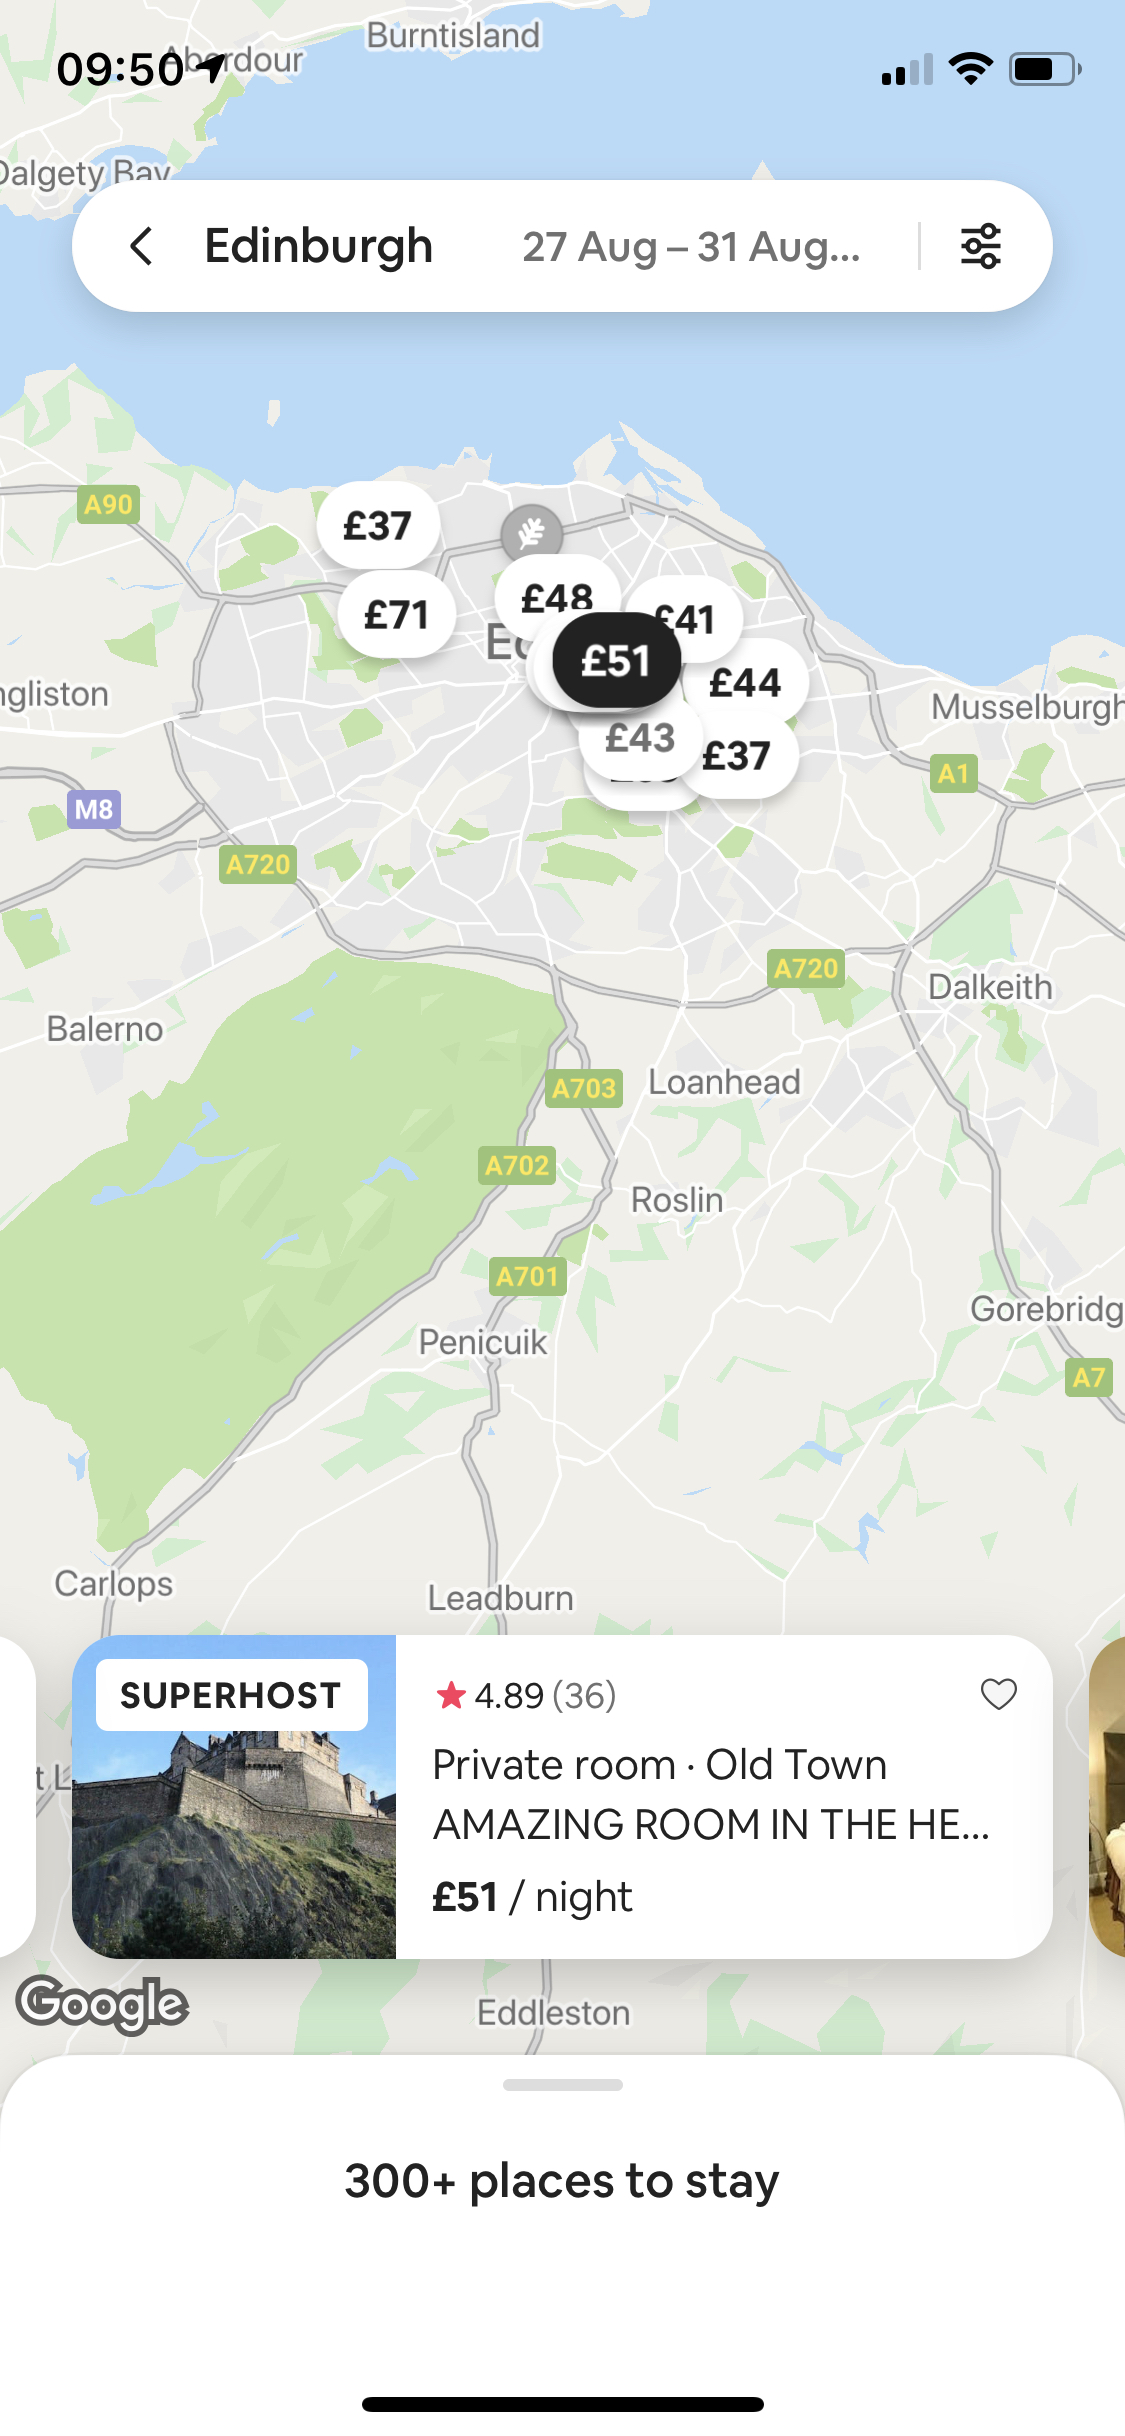 Burntisland
09:50
Aberdour
Dalgety Bay
Edinburgh 27 Aug – 31 Aug...
A90
£37
£48
£71
£41
£51
£44
ngliston
Musselburgh
£43
£37
A1
M8
A720
A720
Dalkeith
Balerno
Loanhead
A703
A702
Roslin
A701
Gorebridg
Penicuik
A7
Carlops
Leadburn
SUPERHOST
4.89 (36)
Private room · Old Town
AMAZING ROOM IN THE HE...
£51 / night
t L
Google
Eddleston
300+ places to stay